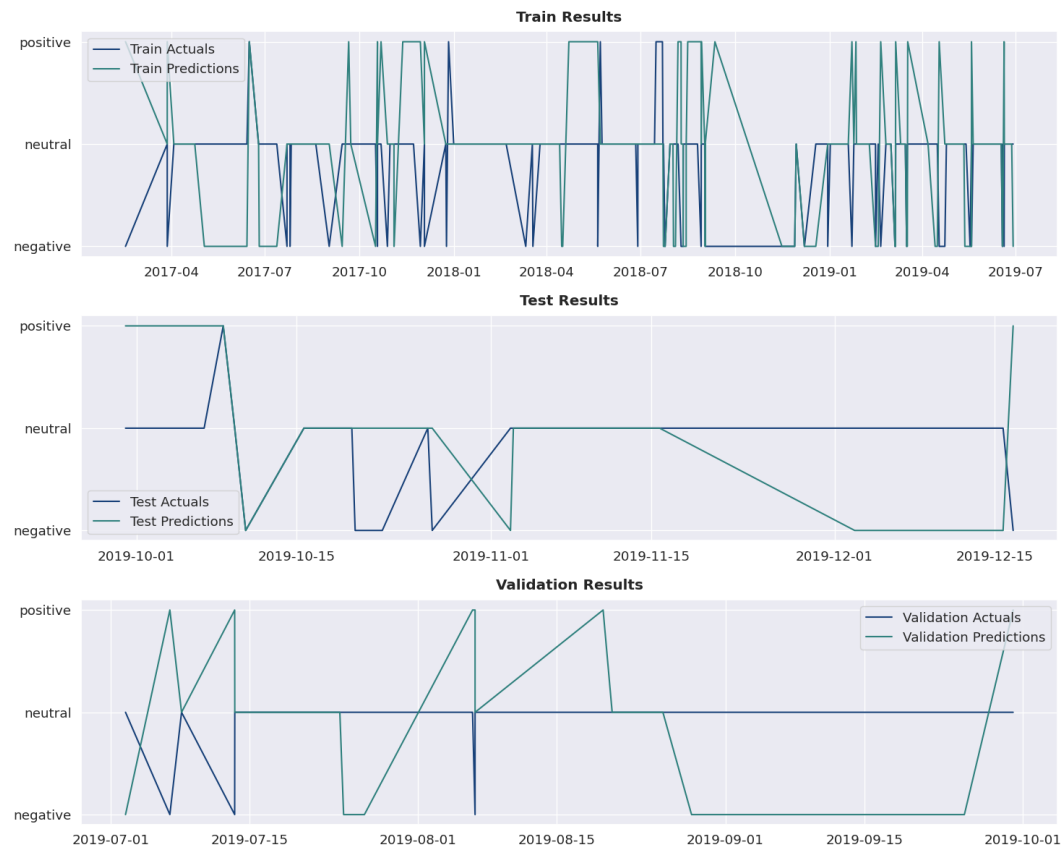 Train Results
positive
neutral
negative
Train Actuals
Train Predictions
2017-04 2017-07 2017-10 2018-01 2018-04 2018-07 2018-10 2019-01 2019-04 2019-07
Test Results
positive
neutral
negative
Test Actuals
Test Predictions
2019-10-01 2019-10-15 2019-11-01 2019-11-15 2019-12-01 2019-12-15
Validation Results
positive
neutral
negative
Validation Actuals
Validation Predictions
2019-07-01 2019-07-15 2019-08-01 2019-08-15 2019-09-01 2019-09-15 2019-10-01